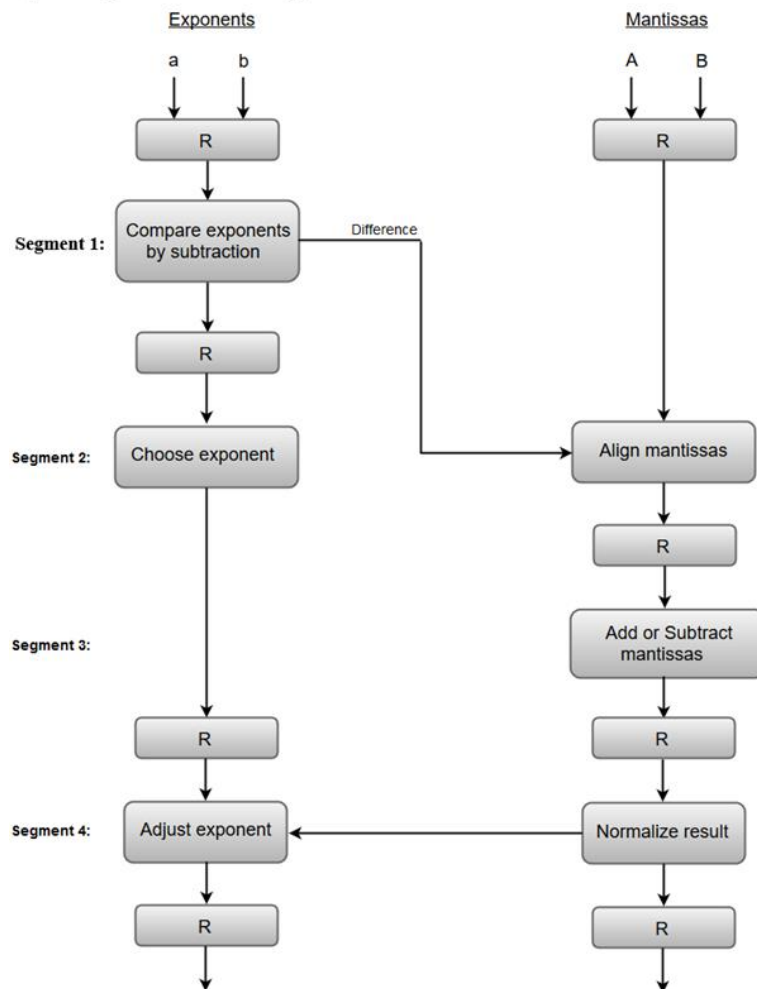 Exponents
Mantissas
a
b
A
B
R
R
Segment 1:
Compare exponents
by subtraction
Difference
R
Segment 2:
Choose exponent
Align mantissas
R
Segment 3:
Add or Subtract
mantissas
R
R
Segment 4:
Adjust exponent
Normalize result
R
R